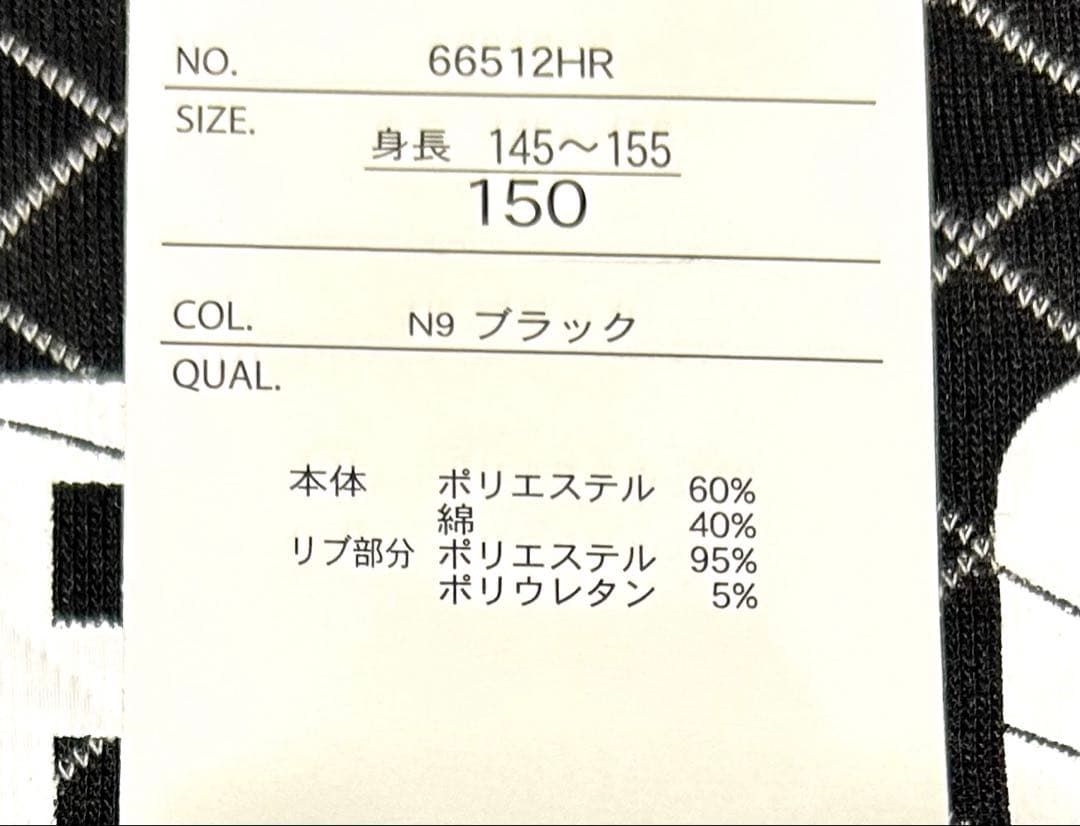 NO. 66512HR
SIZE.
身長 145～155
150
COL. N9 ブラック
QUAL.
本体 ポリエステル 60%
綿 40%
リブ部分 ポリエステル 95%
ポリウレタン 5%